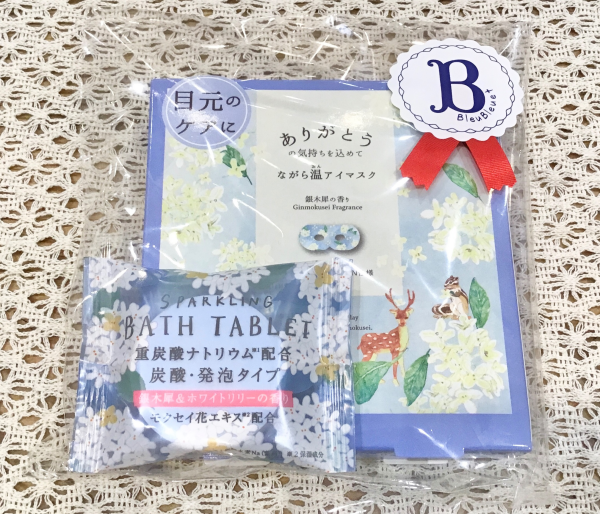 目元の
ケアに
B
BleuBleuet
ありがとう
の気持ちを込めて
ながら温アイマスク
おん
銀木犀の香り
Ginmokusei Fragrance
SPARKLING
BATH TABLET
重炭酸ナトリウム※1配合
炭酸・発泡タイプ
銀木犀&ホワイトリリーの香り
モクセイ花エキス※2配合